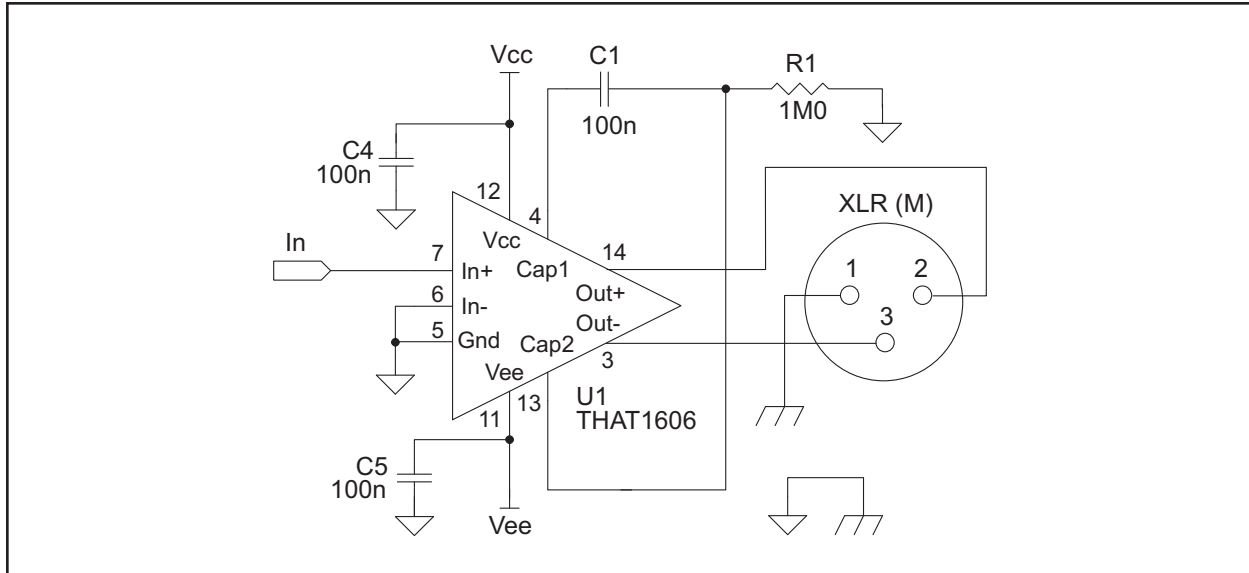 Vcc
C1
R1
100n
1M0
C4
100n
12
4
XLR (M)
In
7
Vcc
14
In+
Cap1
1
2
6
In-
Out+
5
Gnd
Out-
3
Cap2
3
Vee
U1
11
13
THAT1606
C5
100n
Vee